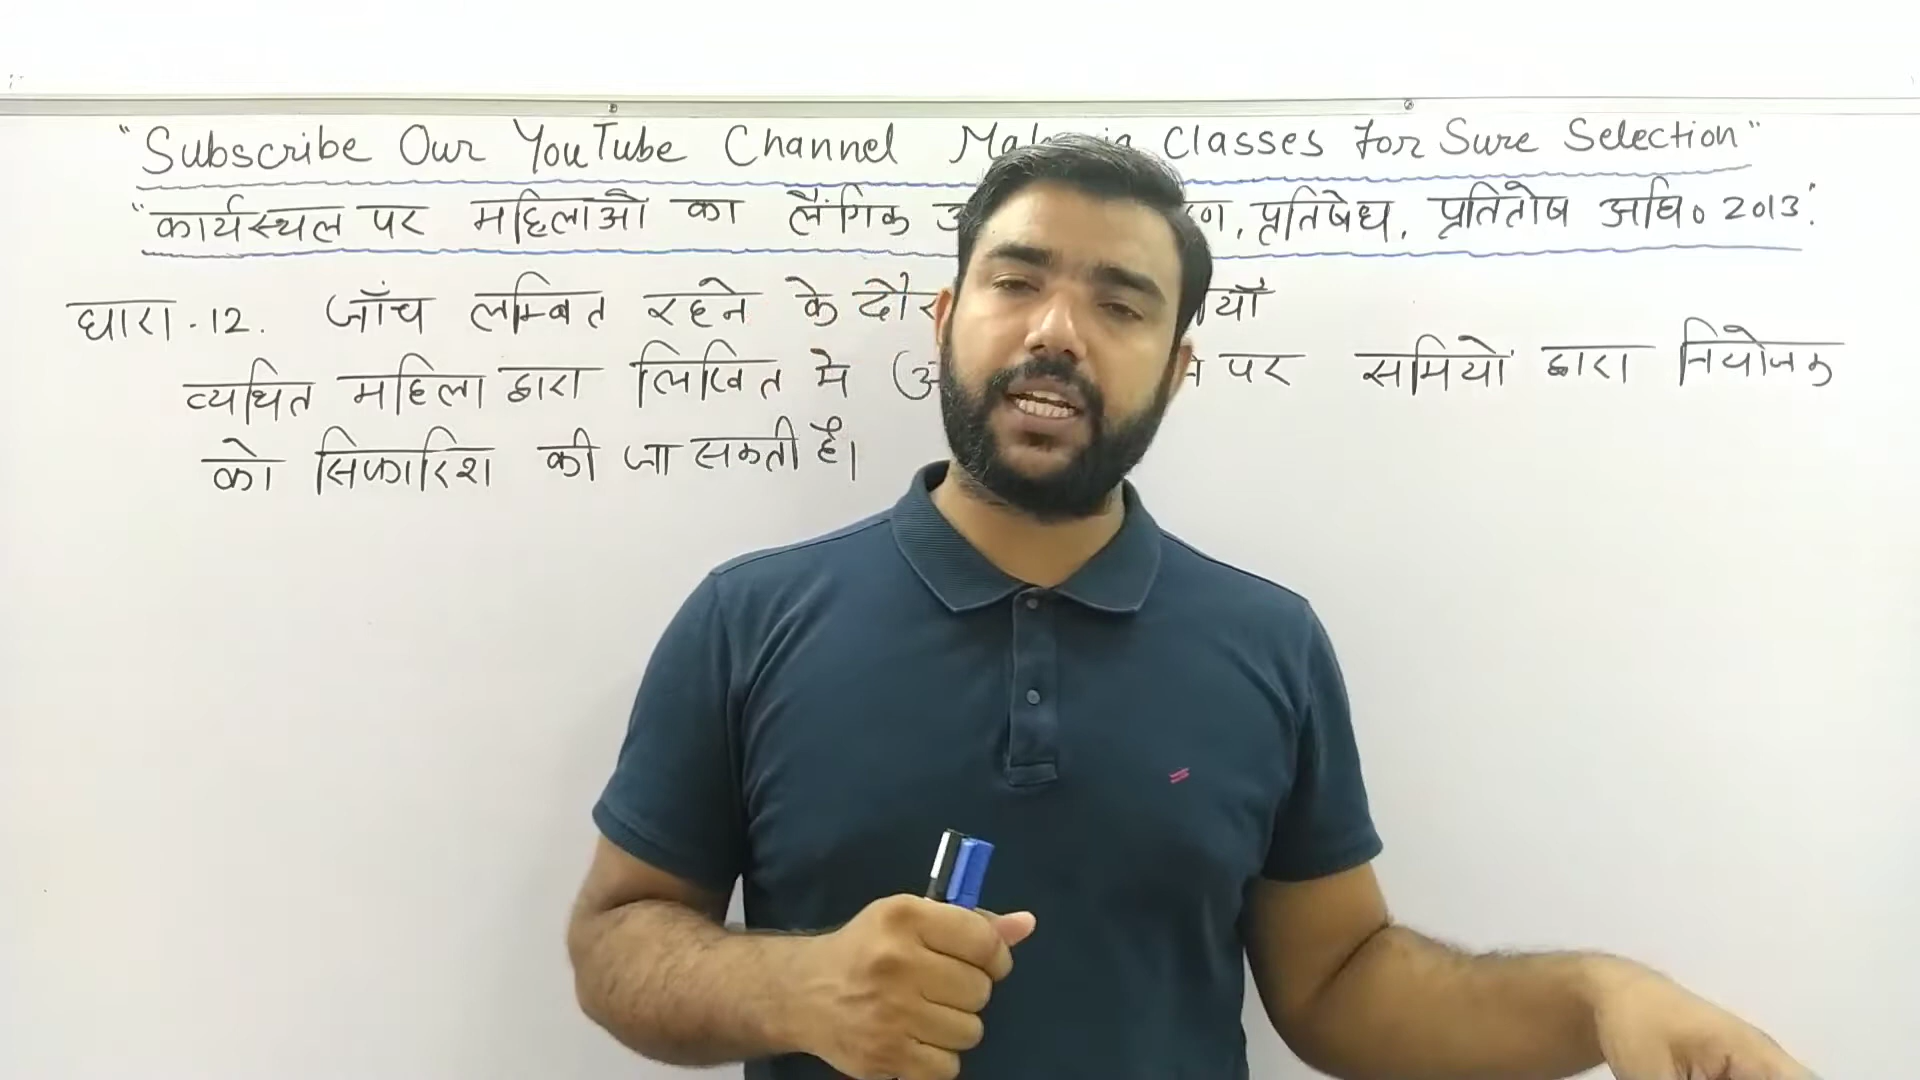 "Subscribe Our YouTube Channel Classes For Sure Selection"
"कार्यस्थल पर महिलाओं का लैंगिक , प्रतिषेध, प्रतितोष अधि० 2013"
धारा.12. जाँच लम्बित रहने के
व्यथित महिला द्वारा लिखित मे पर समियों द्वारा नियोजक
को सिफारिश की जा सकती है।